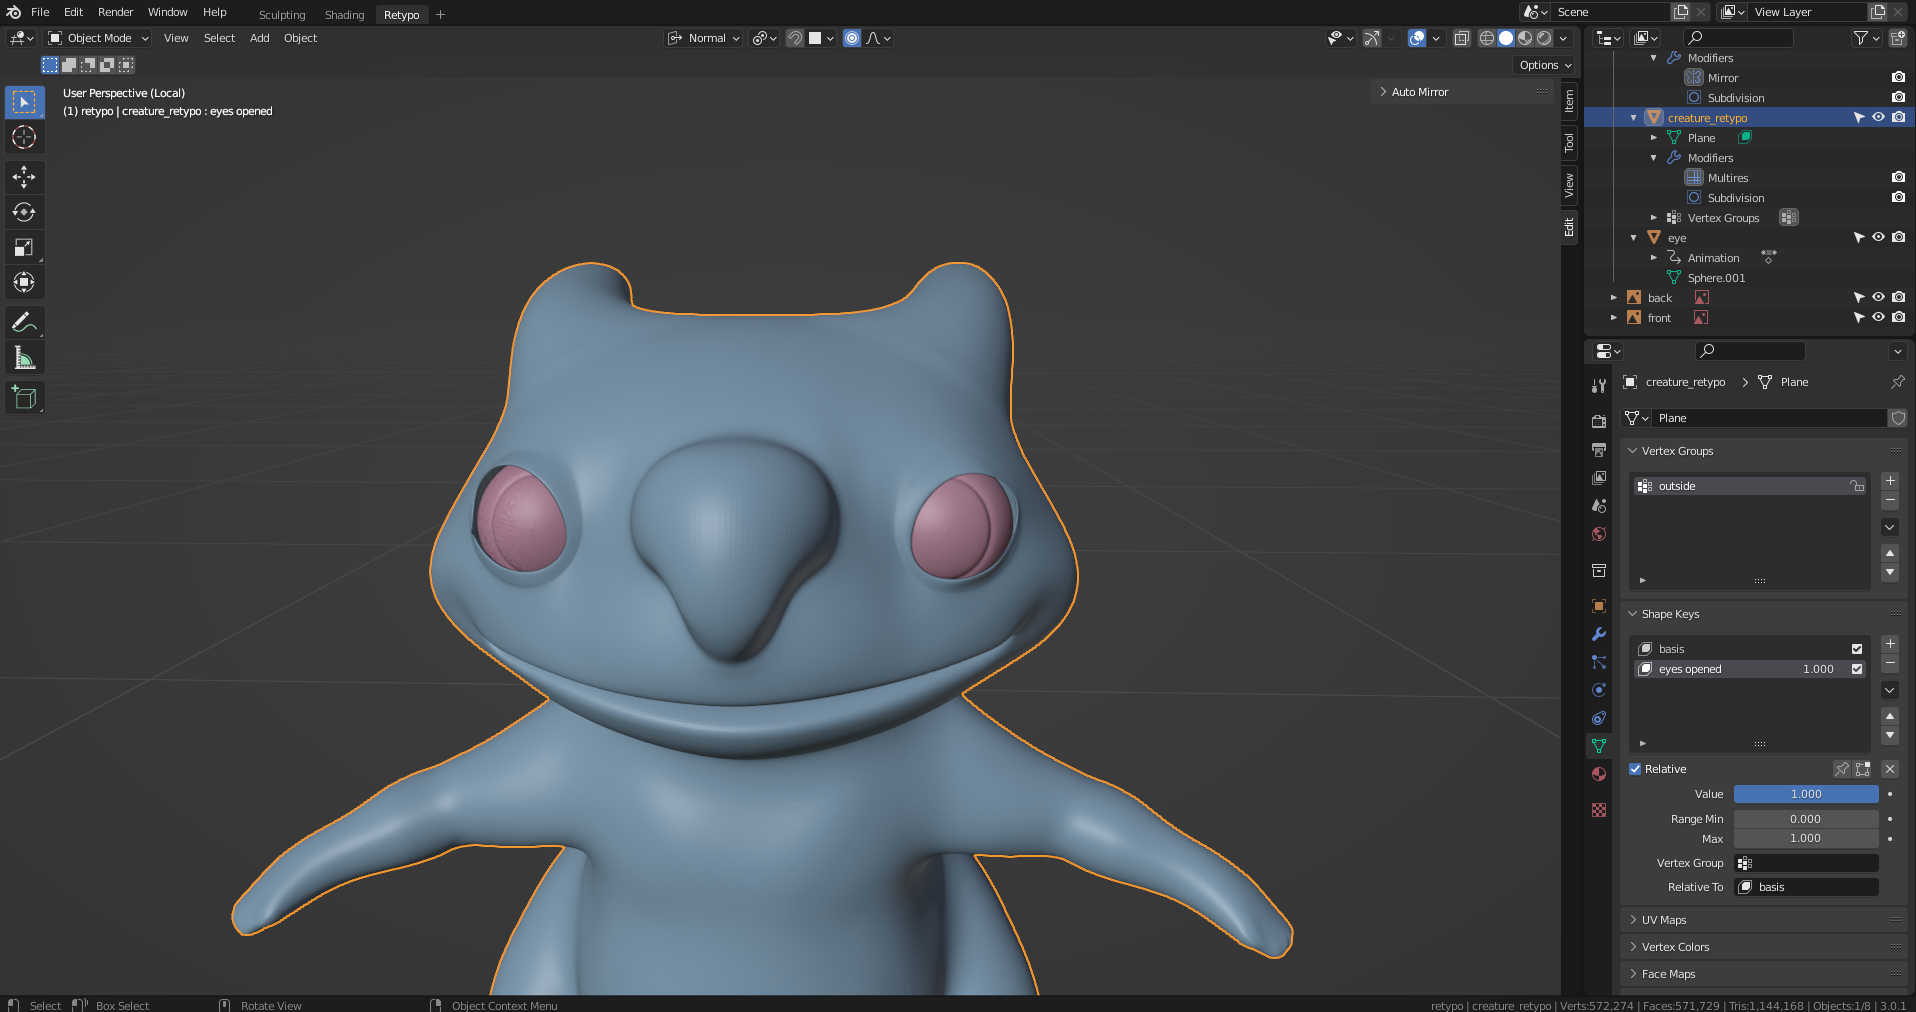 File Edit Render Window Help Sculpting Shading Retypo
Scene View Layer
Object Mode View Select Add Object Normal
Options
User Perspective (Local)
(1) retypo | creature_retypo : eyes opened
Auto Mirror
Item
Tool
View
Edit
Modifiers
Mirror
Subdivision
creature_retypo
Plane
Modifiers
Multires
Subdivision
Vertex Groups
eye
Animation
Sphere.001
back
front
creature_retypo Plane
Plane
Vertex Groups
outside
Shape Keys
basis
eyes opened 1.000
Relative
Value 1.000
Range Min 0.000
Max 1.000
Vertex Group
Relative To basis
UV Maps
Vertex Colors
Face Maps
Select Box Select Rotate View Object Context Menu
retypo | creature_retypo | Verts:572,274 | Faces:571,729 | Tris:1,144,168 | Objects:1/8 | 3.0.1